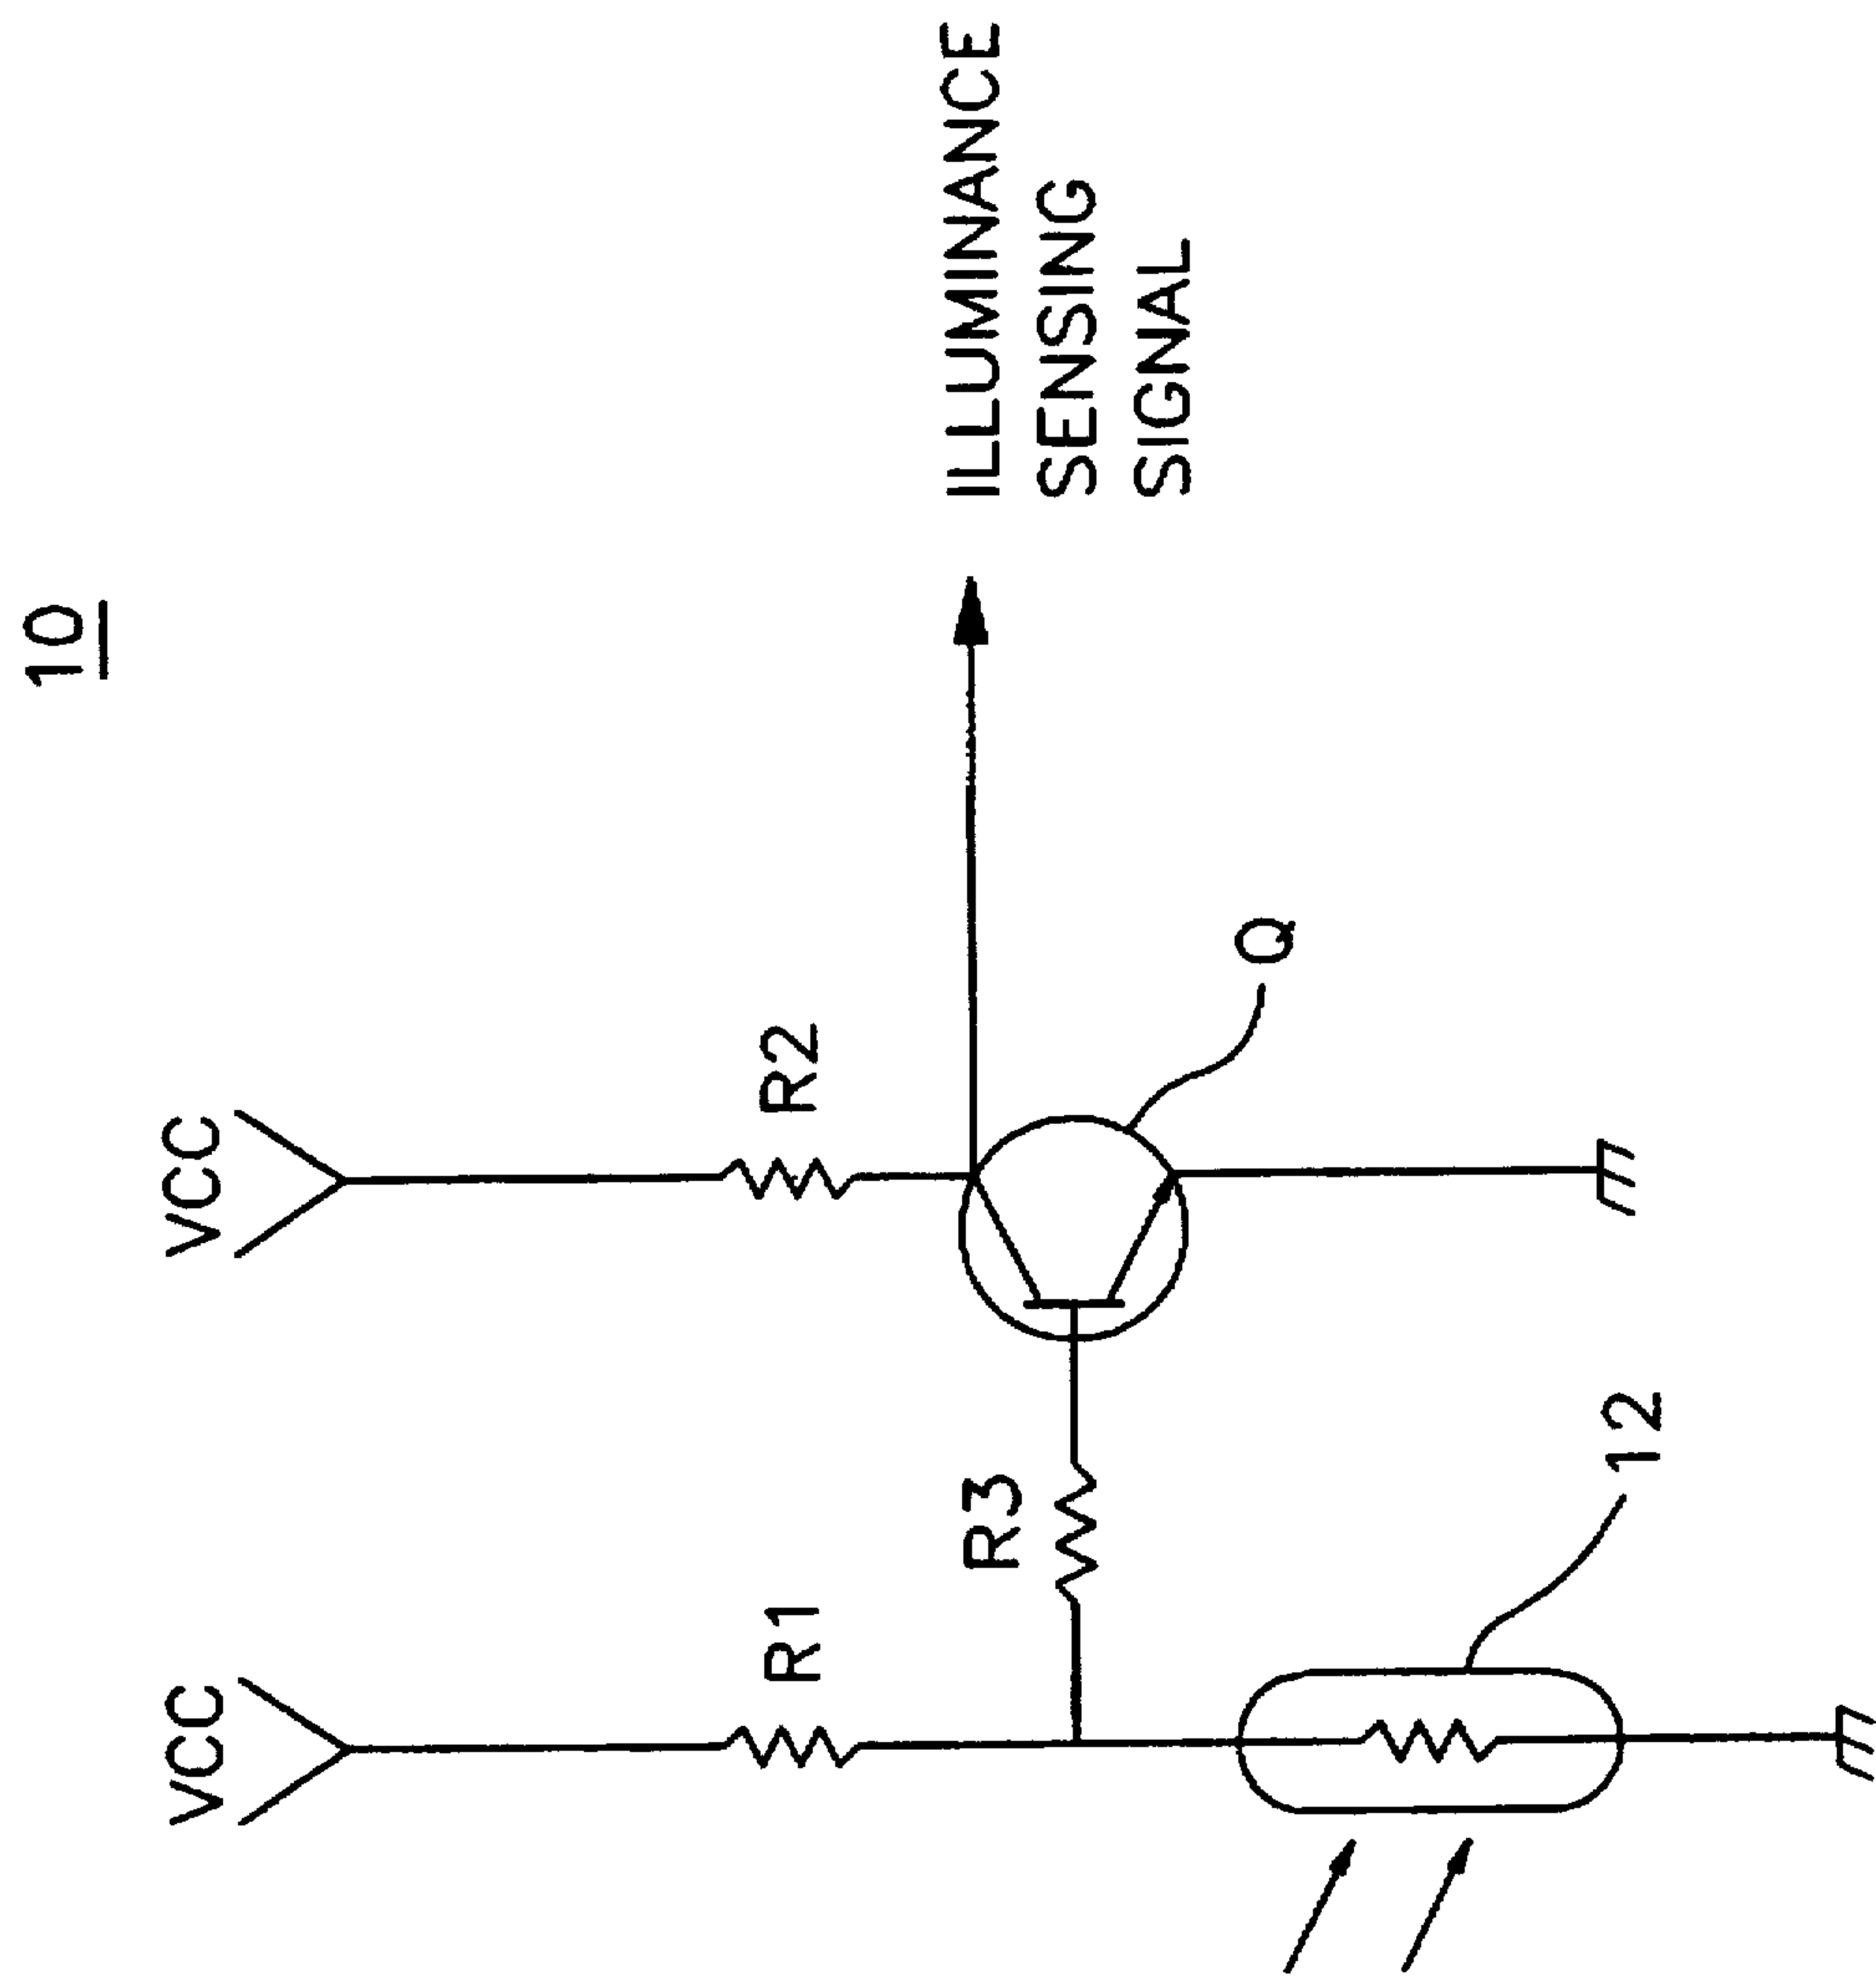 10
VCC
VCC
R1
R2
R3
ILLUMINANCE
SENSING
SIGNAL
Q
12